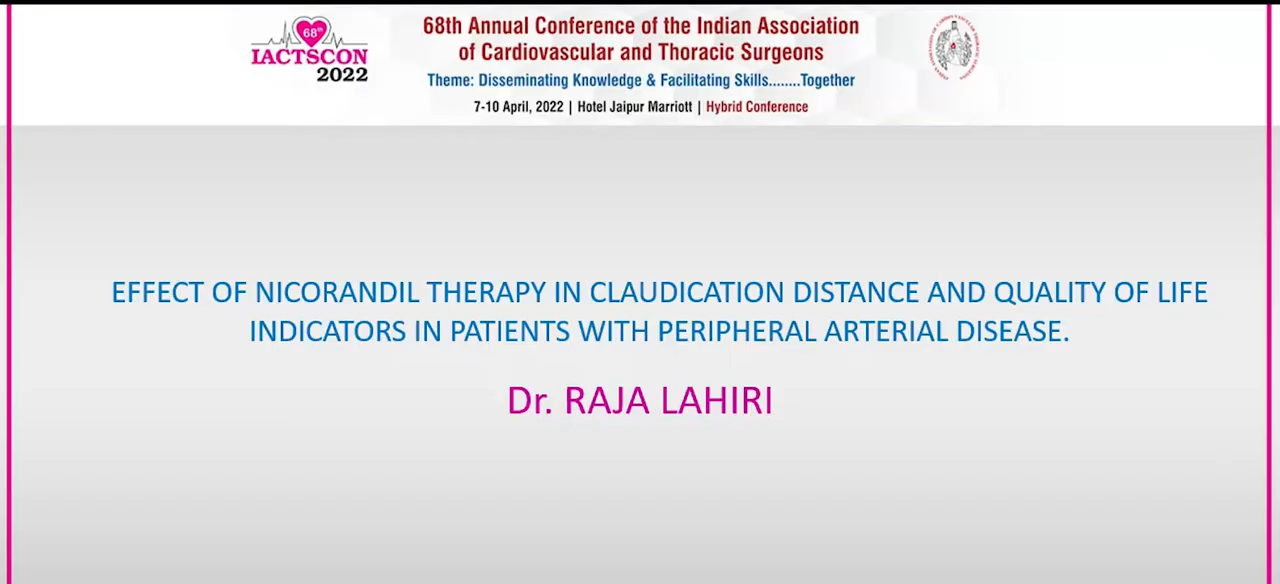 68th
IACTSCON
2022
68th Annual Conference of the Indian Association
of Cardiovascular and Thoracic Surgeons
Theme: Disseminating Knowledge & Facilitating Skills........Together
7-10 April, 2022 | Hotel Jaipur Marriott | Hybrid Conference
EFFECT OF NICORANDIL THERAPY IN CLAUDICATION DISTANCE AND QUALITY OF LIFE
INDICATORS IN PATIENTS WITH PERIPHERAL ARTERIAL DISEASE.
Dr. RAJA LAHIRI